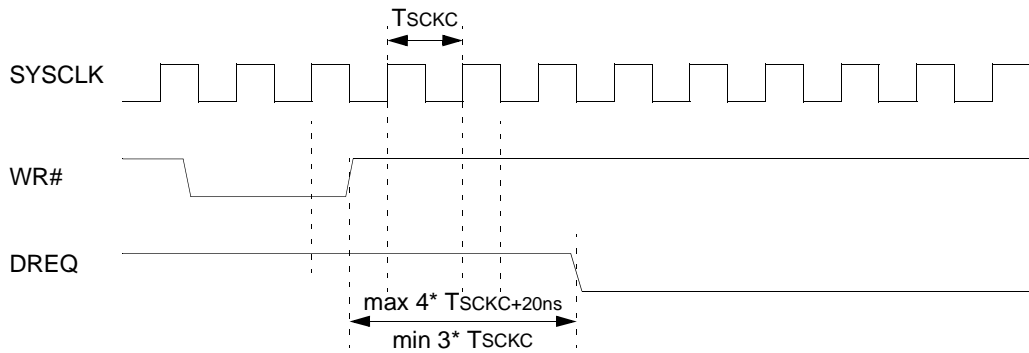 TSCKC
SYSCLK
WR#
DREQ
max 4* TSCKC+20ns
min 3* TSCKC